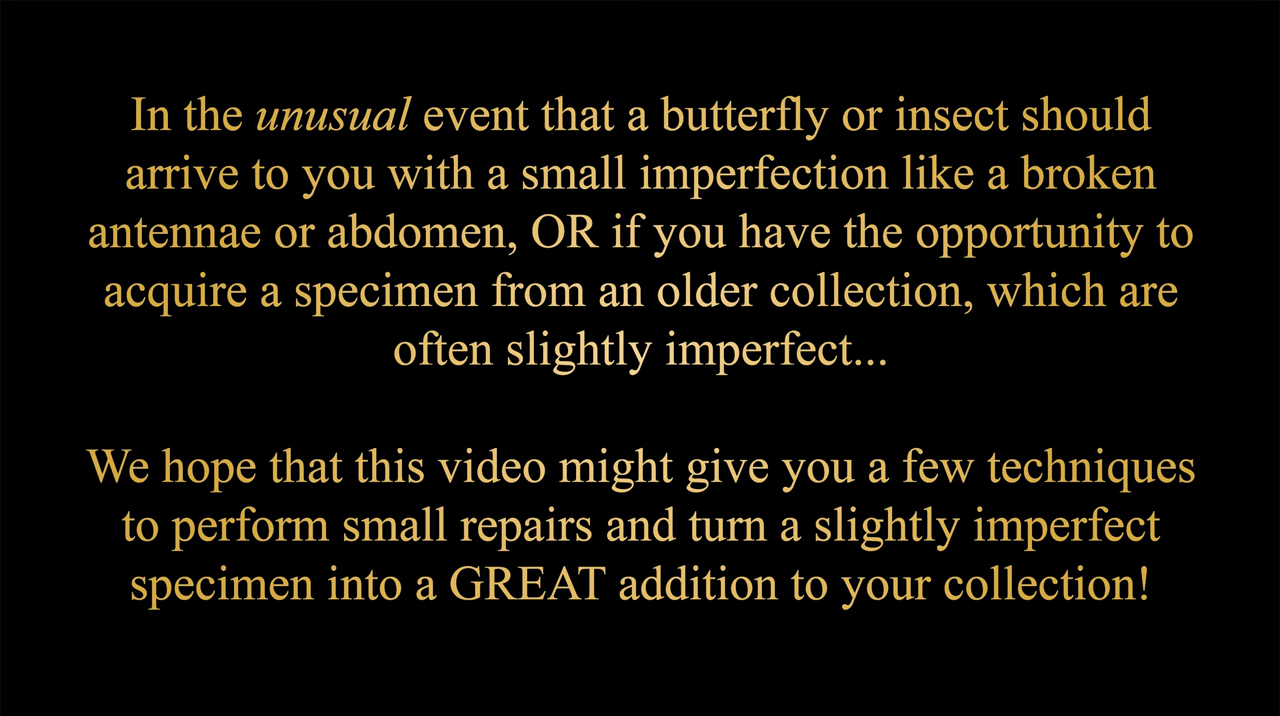 In the unusual event that a butterfly or insect should
arrive to you with a small imperfection like a broken
antennae or abdomen, OR if you have the opportunity to
acquire a specimen from an older collection, which are
often slightly imperfect...
We hope that this video might give you a few techniques
to perform small repairs and turn a slightly imperfect
specimen into a GREAT addition to your collection!